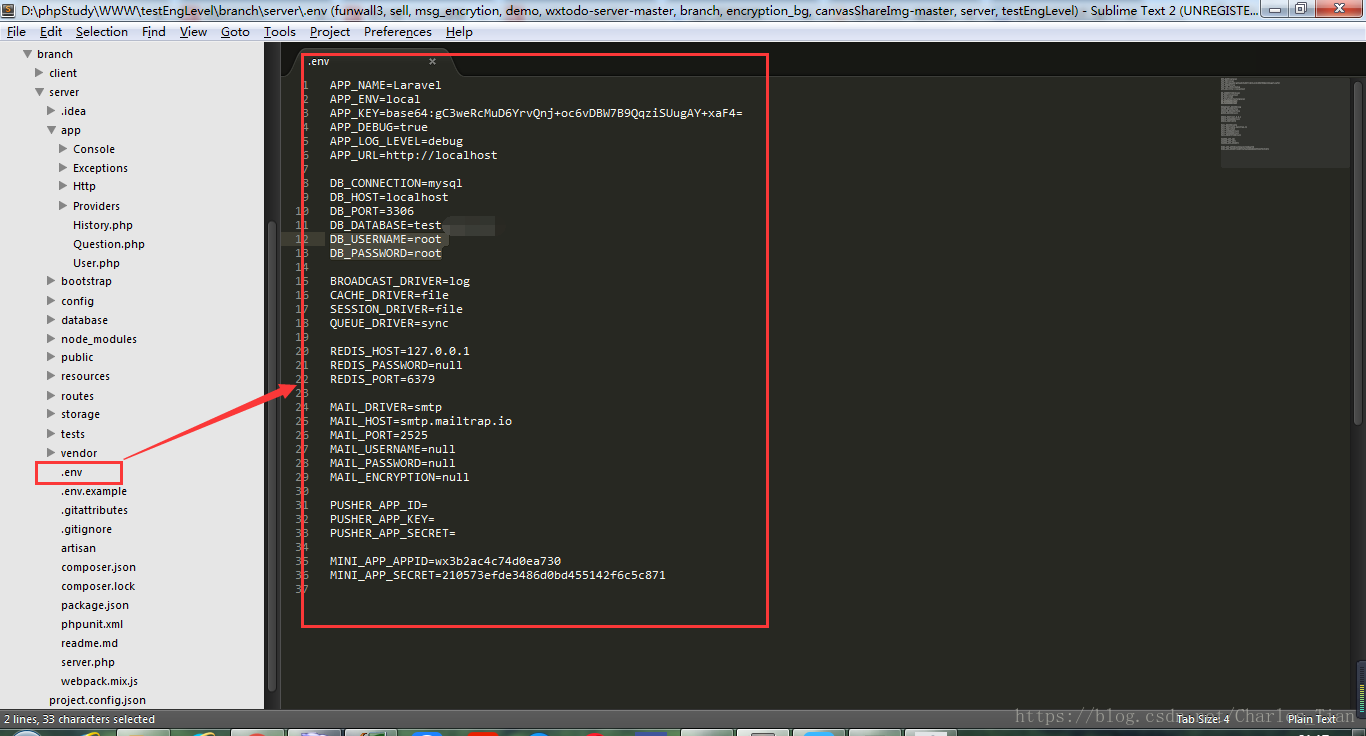 D:\phpStudy\WWW\testEngLevel\branch\server\.env (funwall3, sell, msg_encrytion, demo, wxtodo-server-master, branch, encryption_bg, canvasShareImg-master, server, testEngLevel) - Sublime Text 2 (UNREGISTE...
File Edit Selection Find View Goto Tools Project Preferences Help
branch
client
server
.idea
app
Console
Exceptions
Http
Providers
History.php
Question.php
User.php
bootstrap
config
database
node_modules
public
resources
routes
storage
tests
vendor
.env
.env.example
.gitattributes
.gitignore
artisan
composer.json
composer.lock
package.json
phpunit.xml
readme.md
server.php
webpack.mix.js
project.config.json
.env ×
1 APP_NAME=Laravel
2 APP_ENV=local
3 APP_KEY=base64:gC3weRcMuD6YrvQnj+oc6vDBW7B9QqziSUugAY+xaF4=
4 APP_DEBUG=true
5 APP_LOG_LEVEL=debug
6 APP_URL=http://localhost
7
8 DB_CONNECTION=mysql
9 DB_HOST=localhost
10 DB_PORT=3306
11 DB_DATABASE=test
12 DB_USERNAME=root
13 DB_PASSWORD=root
14
15 BROADCAST_DRIVER=log
16 CACHE_DRIVER=file
17 SESSION_DRIVER=file
18 QUEUE_DRIVER=sync
19
20 REDIS_HOST=127.0.0.1
21 REDIS_PASSWORD=null
22 REDIS_PORT=6379
23
24 MAIL_DRIVER=smtp
25 MAIL_HOST=smtp.mailtrap.io
26 MAIL_PORT=2525
27 MAIL_USERNAME=null
28 MAIL_PASSWORD=null
29 MAIL_ENCRYPTION=null
30
31 PUSHER_APP_ID=
32 PUSHER_APP_KEY=
33 PUSHER_APP_SECRET=
34
35 MINI_APP_APPID=wx3b2ac4c74d0ea730
36 MINI_APP_SECRET=210573efde3486d0bd455142f6c5c871
37
2 lines, 33 characters selected
Tab Size: 4 Plain Text
https://blog.csdn.net/Charles_Tian